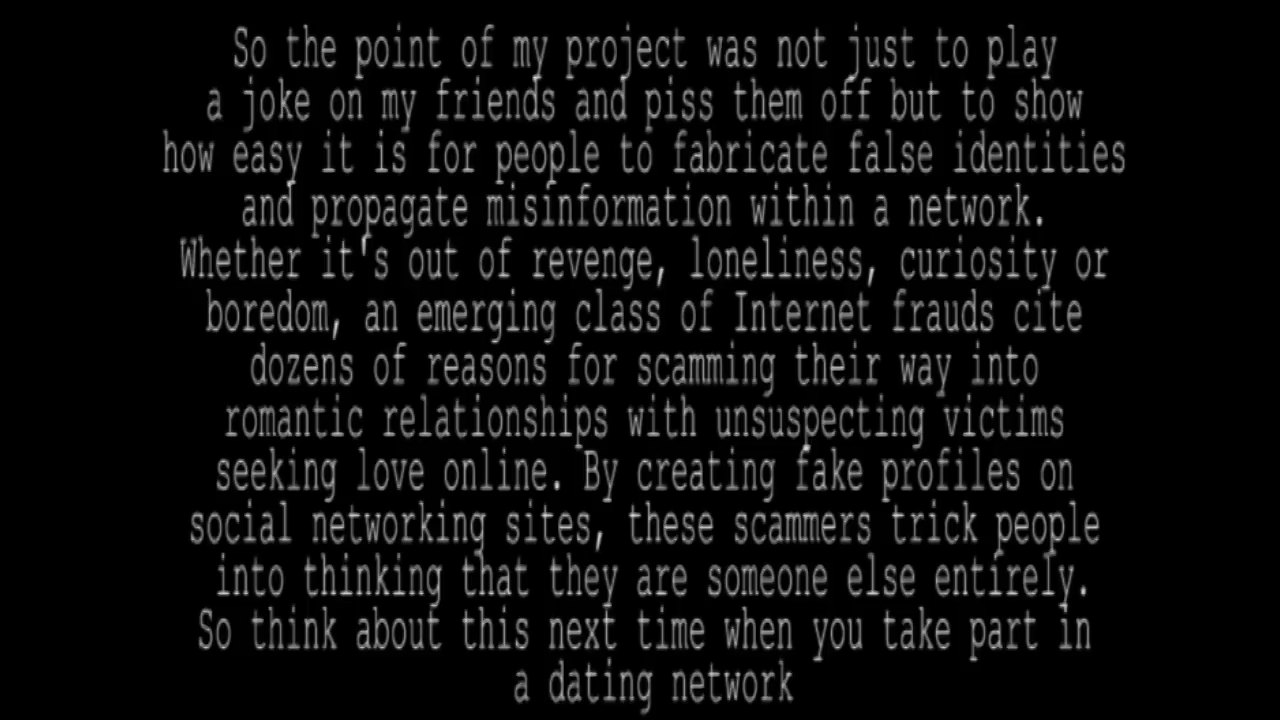 So the point of my project was not just to play
a joke on my friends and piss them off but to show
how easy it is for people to fabricate false identities
and propagate misinformation within a network.
Whether it's out of revenge, loneliness, curiosity or
boredom, an emerging class of Internet frauds cite
dozens of reasons for scamming their way into
romantic relationships with unsuspecting victims
seeking love online. By creating fake profiles on
social networking sites, these scammers trick people
into thinking that they are someone else entirely.
So think about this next time when you take part in
a dating network